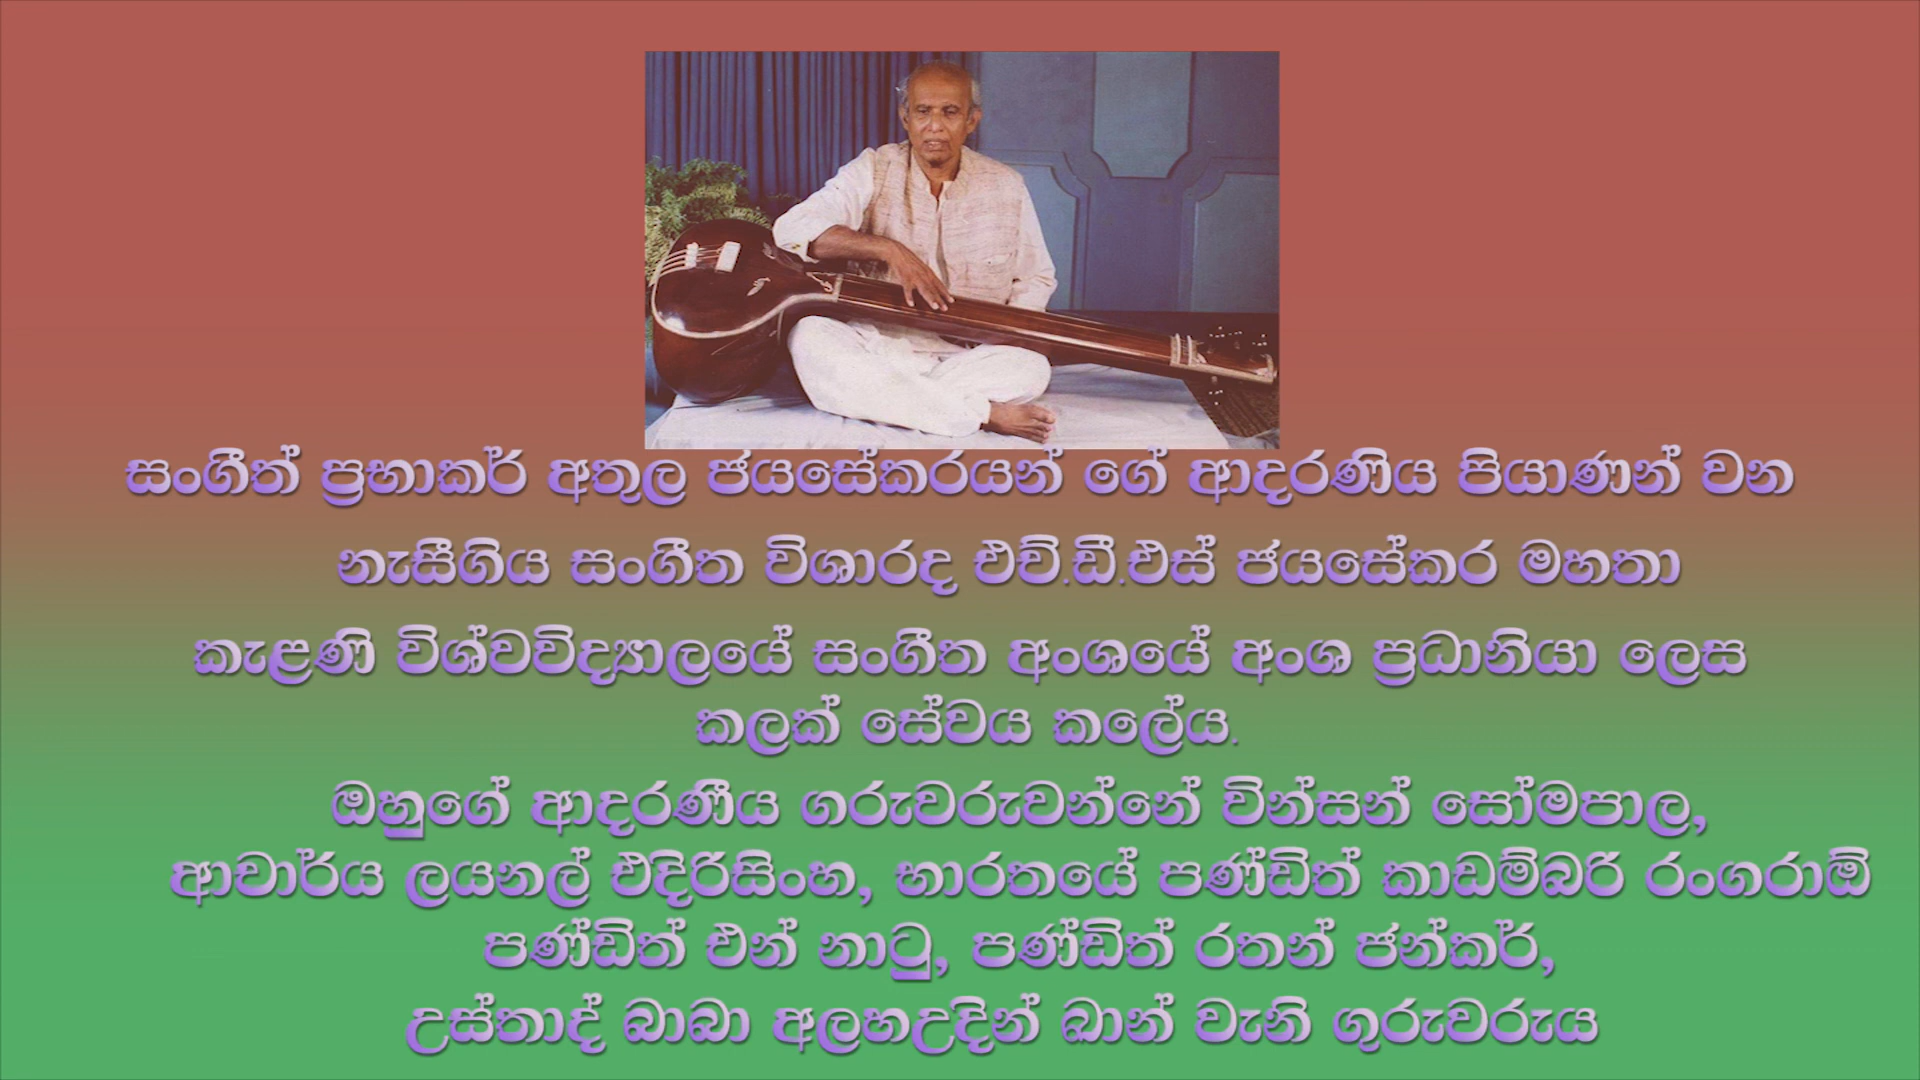 සංගීත් ප්‍රභාකර් අතුල ජයසේකරයන් ගේ ආදරණිය පියාණන් වන
නැසීගිය සංගීත විශාරද එච්.ඩී.එස් ජයසේකර මහතා
කැළණි විශ්වවිද්‍යාලයේ සංගීත අංශයේ අංශ ප්‍රධානියා ලෙස
කලක් සේවය කලේය.
ඔහුගේ ආදරණීය ගරුවරුවන්නේ වින්සන් සෝමපාල,
ආචාර්ය ලයනල් එදිරිසිංහ, භාරතයේ පණ්ඩිත් කාඩම්බරි රංගරාඕ
පණ්ඩිත් එන් නාටු, පණ්ඩිත් රතන් ජන්කර්,
උස්තාද් බාබා අලහඋදින් ඛාන් වැනි ගුරුවරුය